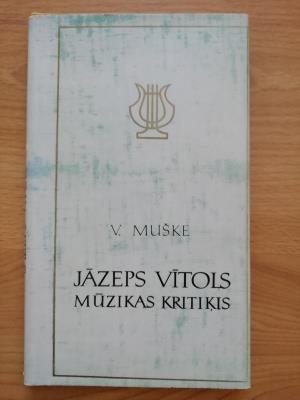 V. MUŠKE
JĀZEPS VĪTOLS
MŪZIKAS KRITIĶIS